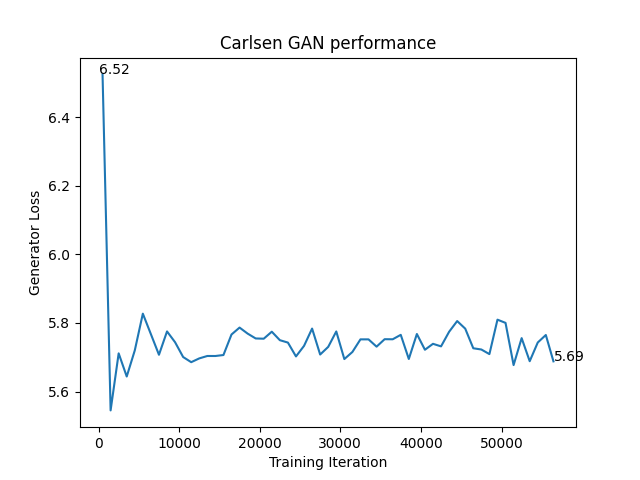 Carlsen GAN performance
6.52
6.4
6.2
6.0
5.8
5.6
Generator Loss
5.69
0 10000 20000 30000 40000 50000
Training Iteration